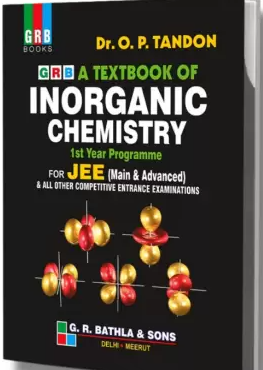 GRB
BOOKS
Dr. O. P. TANDON
GRB A TEXTBOOK OF
INORGANIC
CHEMISTRY
1st Year Programme
FOR JEE (Main & Advanced)
& ALL OTHER COMPETITIVE ENTRANCE EXAMINATIONS
G. R. BATHLA & SONS
DELHI • MEERUT